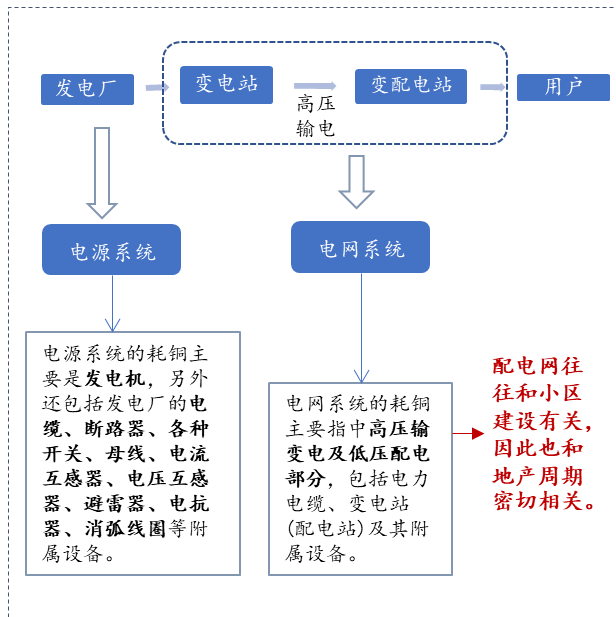 发电厂
变电站
高压
输电
变配电站
用户
电源系统
电网系统
电源系统的耗铜主
要是发电机，另外
还包括发电厂的电
缆、断路器、各种
开关、母线、电流
互感器、电压互感
器、避雷器、电抗
器、消弧线圈等附
属设备。
电网系统的耗铜
主要指中高压输
变电及低压配电
部分，包括电力
电缆、变电站
(配电站)及其附
属设备。
配电网往
往和小区
建设有关，
因此也和
地产周期
密切相关。